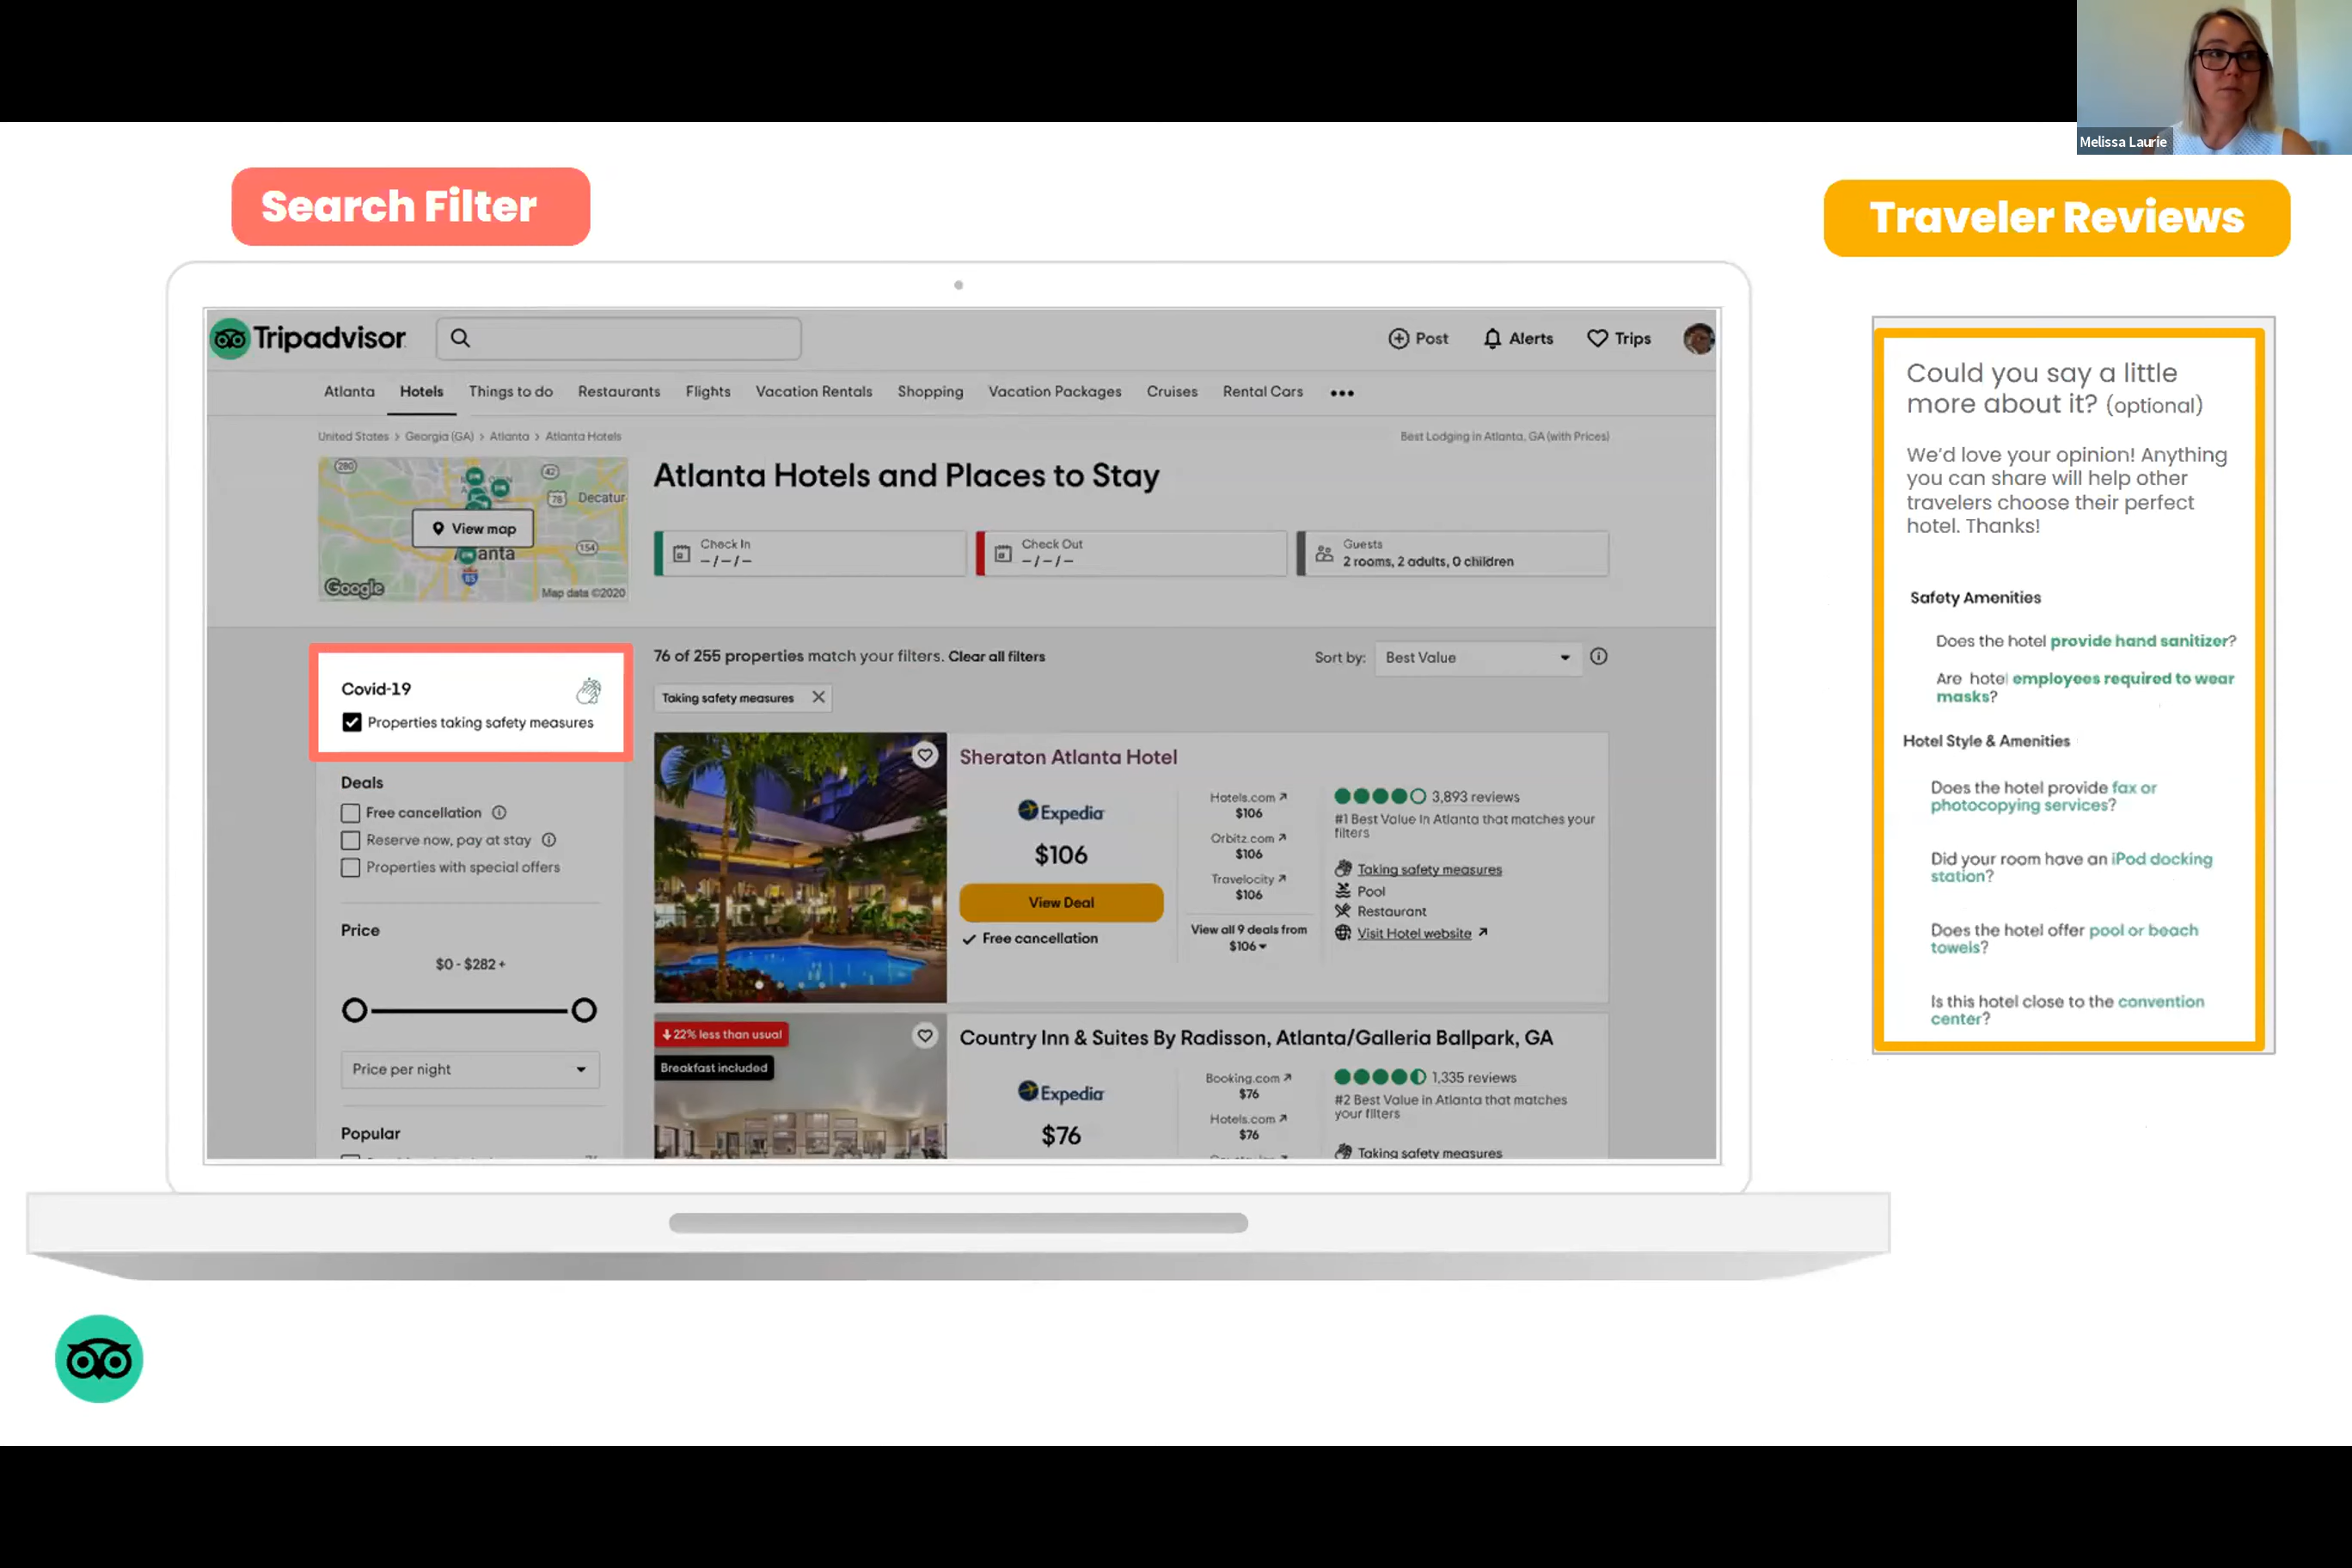 Melissa Laurie
Search Filter
Traveler Reviews
Tripadvisor
Post
Alerts
Trips
Atlanta
Hotels
Things to do
Restaurants
Flights
Vacation Rentals
Shopping
Vacation Packages
Cruises
Rental Cars
United States > Georgia (GA) > Atlanta > Atlanta Hotels
Best Lodging in Atlanta, GA (with Prices)
280
42
78
Decatur
View map
154
anta
85
Google
Map data ©2020
Atlanta Hotels and Places to Stay
Check In
– / – / –
Check Out
– / – / –
Guests
2 rooms, 2 adults, 0 children
Covid-19
Properties taking safety measures
Deals
Free cancellation
Reserve now, pay at stay
Properties with special offers
Price
$0 - $282 +
Price per night
Popular
76 of 255 properties match your filters. Clear all filters
Sort by:
Best Value
Taking safety measures
Sheraton Atlanta Hotel
Expedia
$106
View Deal
Free cancellation
Hotels.com
$106
Orbitz.com
$106
Travelocity
$106
View all 9 deals from
$106
3,893 reviews
#1 Best Value in Atlanta that matches your
filters
Taking safety measures
Pool
Restaurant
Visit Hotel website
22% less than usual
Breakfast included
Country Inn & Suites By Radisson, Atlanta/Galleria Ballpark, GA
Expedia
$76
Booking.com
$76
Hotels.com
$76
1,335 reviews
#2 Best Value in Atlanta that matches
your filters
Taking safety measures
Could you say a little
more about it? (optional)
We'd love your opinion! Anything
you can share will help other
travelers choose their perfect
hotel. Thanks!
Safety Amenities
Does the hotel provide hand sanitizer?
Are hotel employees required to wear
masks?
Hotel Style & Amenities
Does the hotel provide fax or
photocopying services?
Did your room have an iPod docking
station?
Does the hotel offer pool or beach
towels?
Is this hotel close to the convention
center?